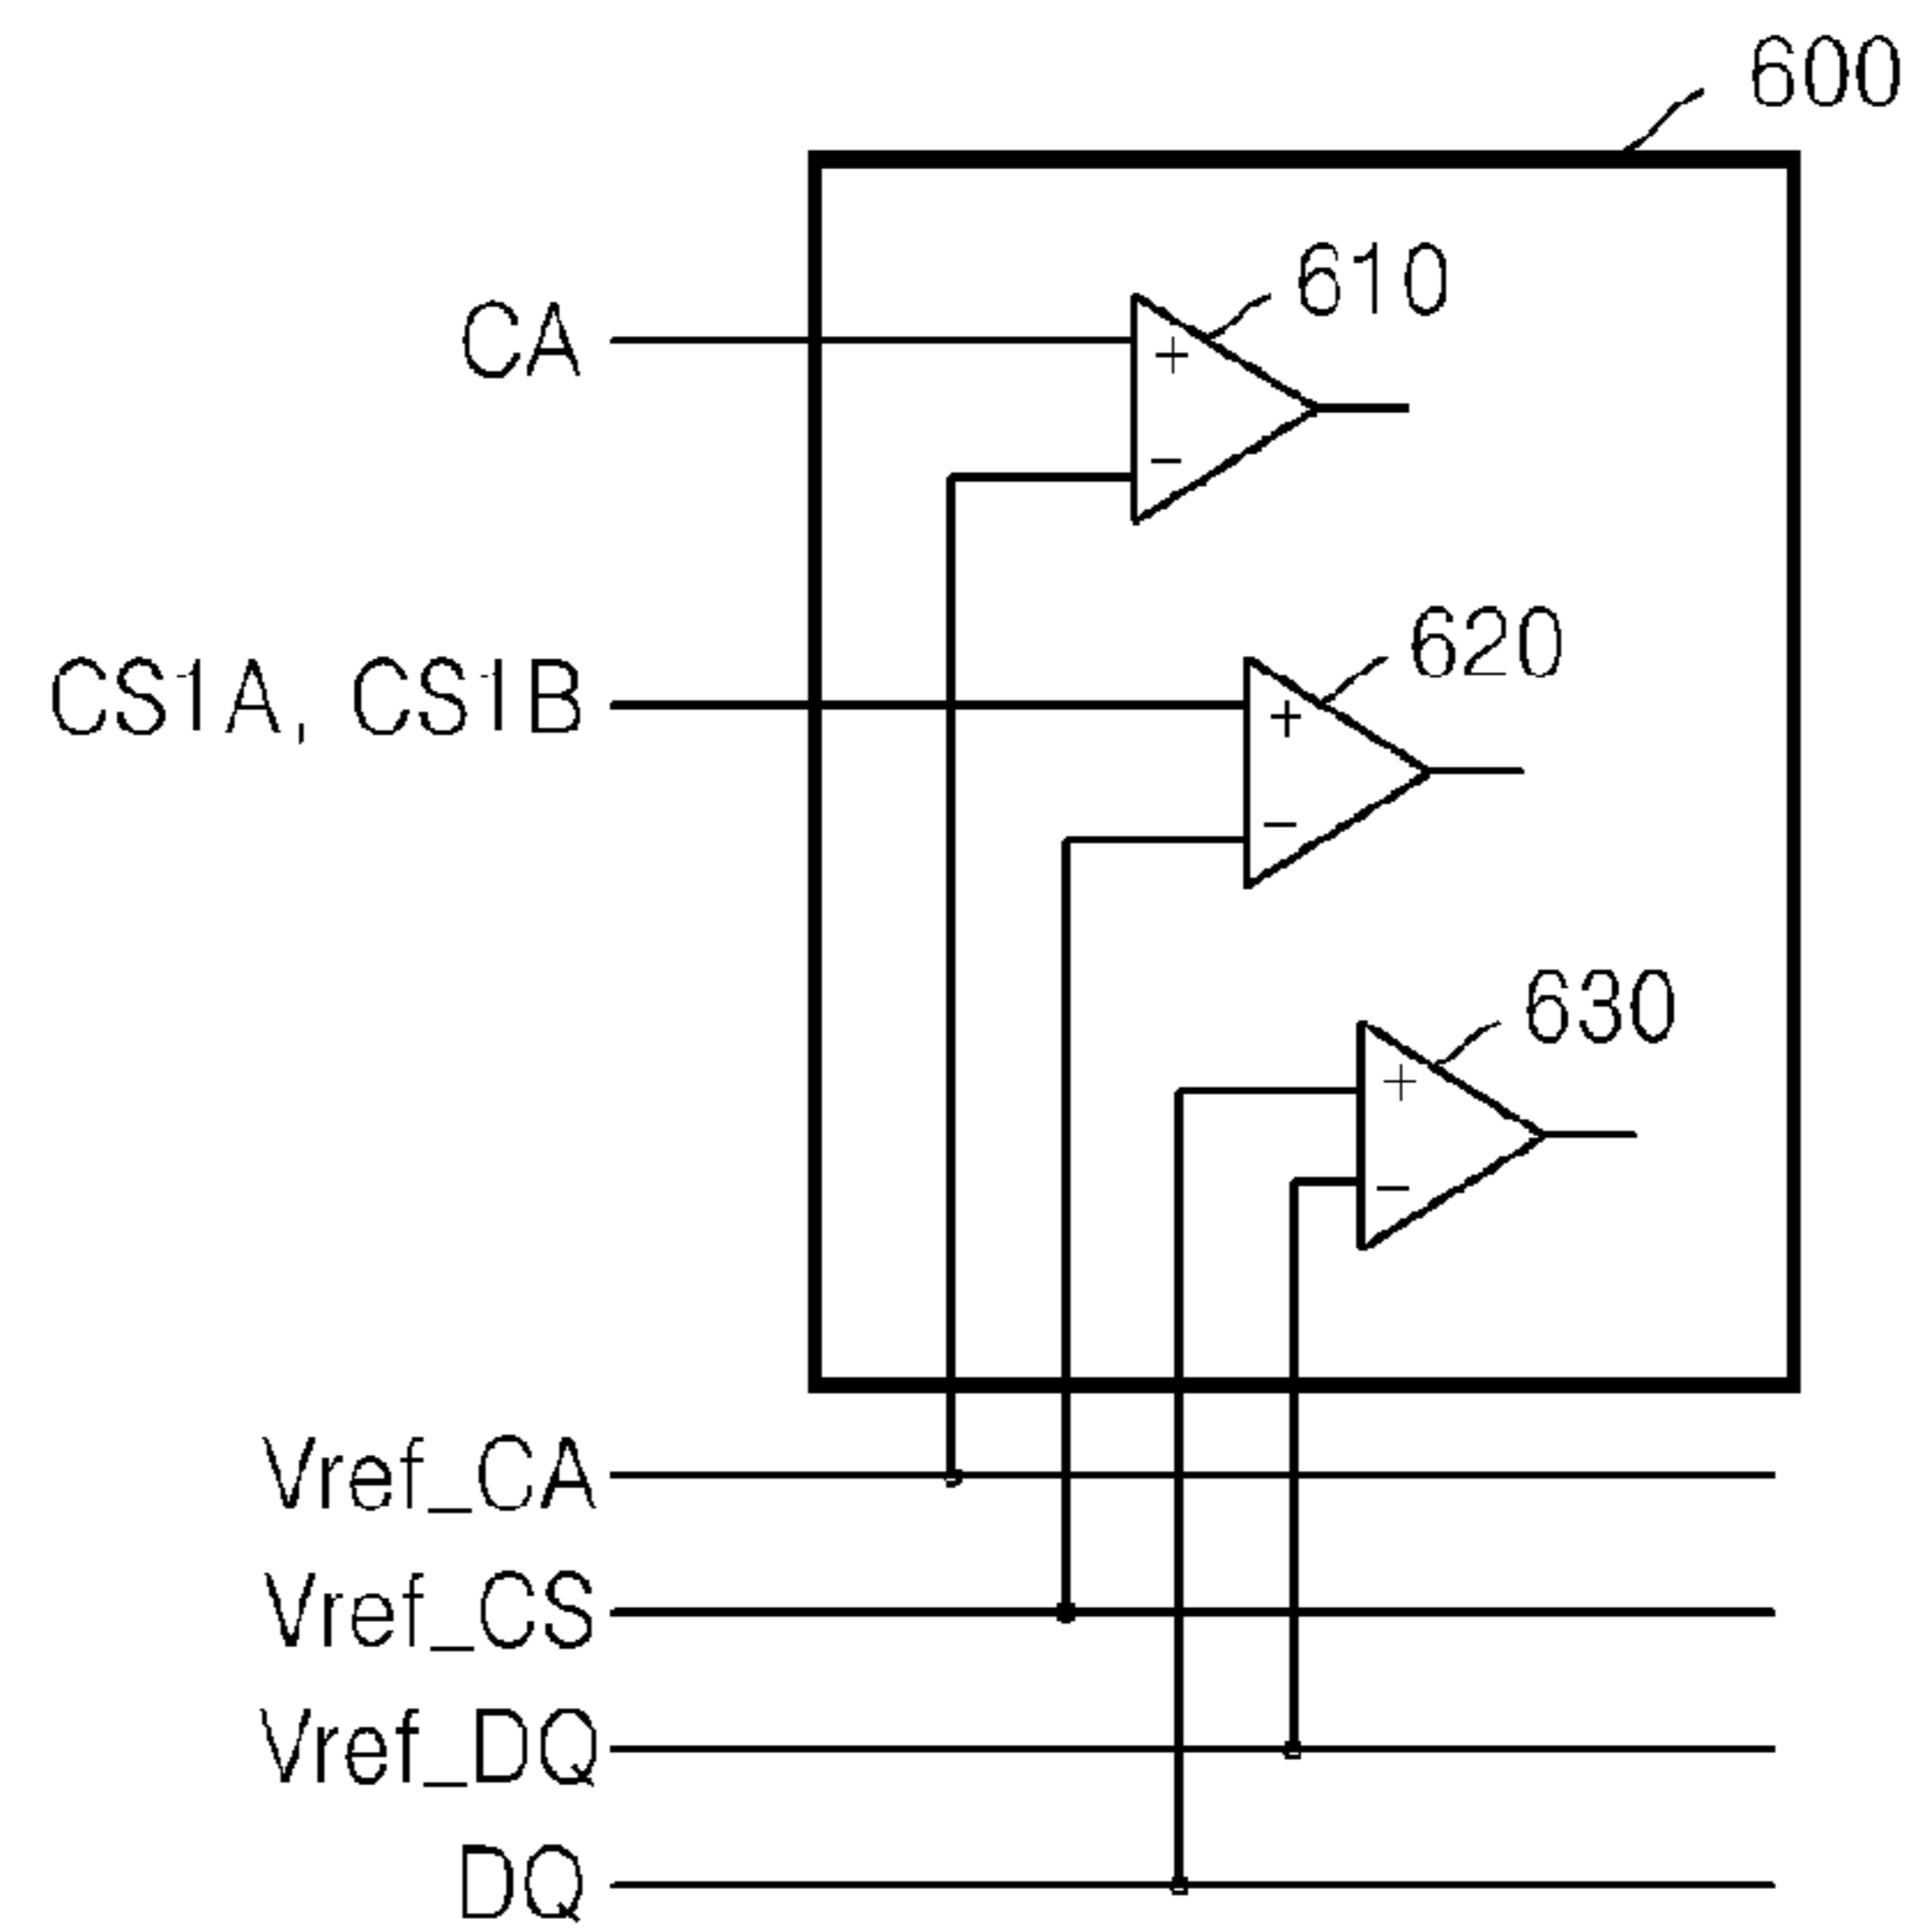 600
610
CA
+
−
620
CS1A, CS1B
+
−
630
+
−
Vref_CA
Vref_CS
Vref_DQ
DQ